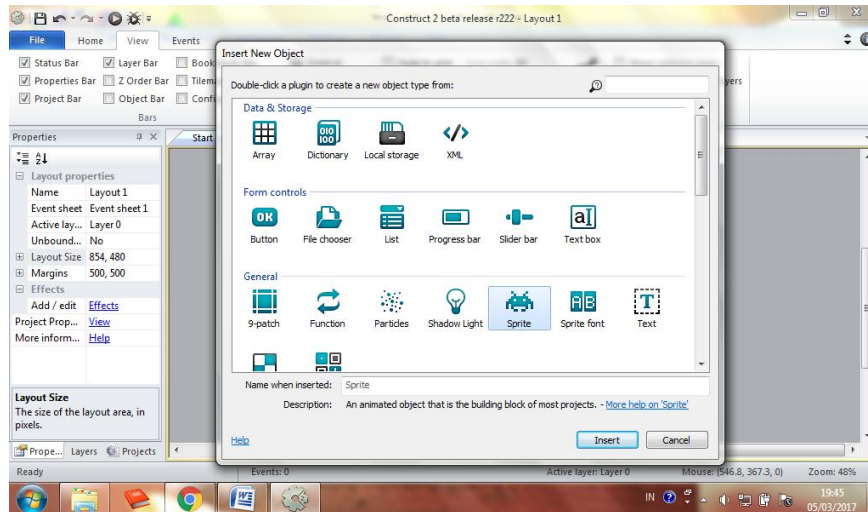 Construct 2 beta release r222 - Layout 1
File Home View Events
Status Bar Layer Bar Book
Properties Bar Z Order Bar Tilem
Project Bar Object Bar Confi
Bars
yers
Properties
Start
Layout properties
Name Layout 1
Event sheet Event sheet 1
Active lay... Layer 0
Unbound... No
Layout Size 854, 480
Margins 500, 500
Effects
Add / edit Effects
Project Prop... View
More inform... Help
Layout Size
The size of the layout area, in
pixels.
Prope... Layers Projects
Insert New Object
Double-click a plugin to create a new object type from:
Data & Storage
Array Dictionary Local storage XML
Form controls
OK
Button File chooser List Progress bar Slider bar Text box
General
9-patch Function Particles Shadow Light Sprite Sprite font Text
Name when inserted: Sprite
Description: An animated object that is the building block of most projects. - More help on 'Sprite'
Help Insert Cancel
Ready Events: 0 Active layer: Layer 0 Mouse: (546.8, 367.3, 0) Zoom: 48%
IN 19:45
05/03/2017